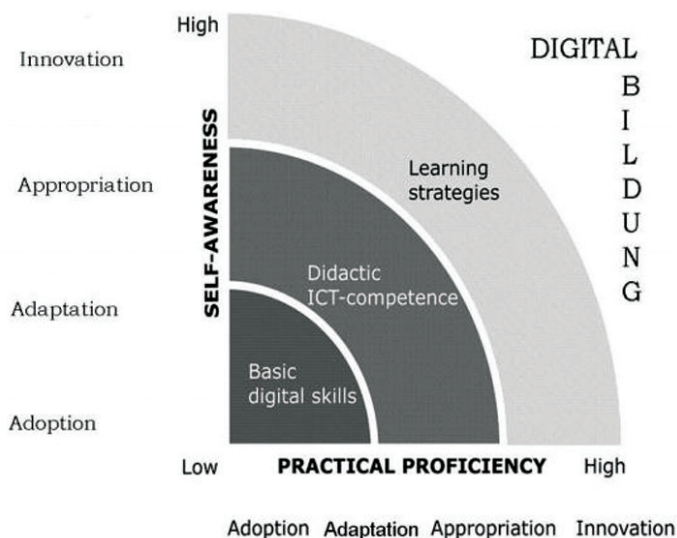 High
DIGITAL
B
I
L
D
U
N
G
Innovation
Appropriation
Adaptation
Adoption
SELF-AWARENESS
Learning
strategies
Didactic
ICT-competence
Basic
digital skills
Low PRACTICAL PROFICIENCY High
Adoption Adaptation Appropriation Innovation